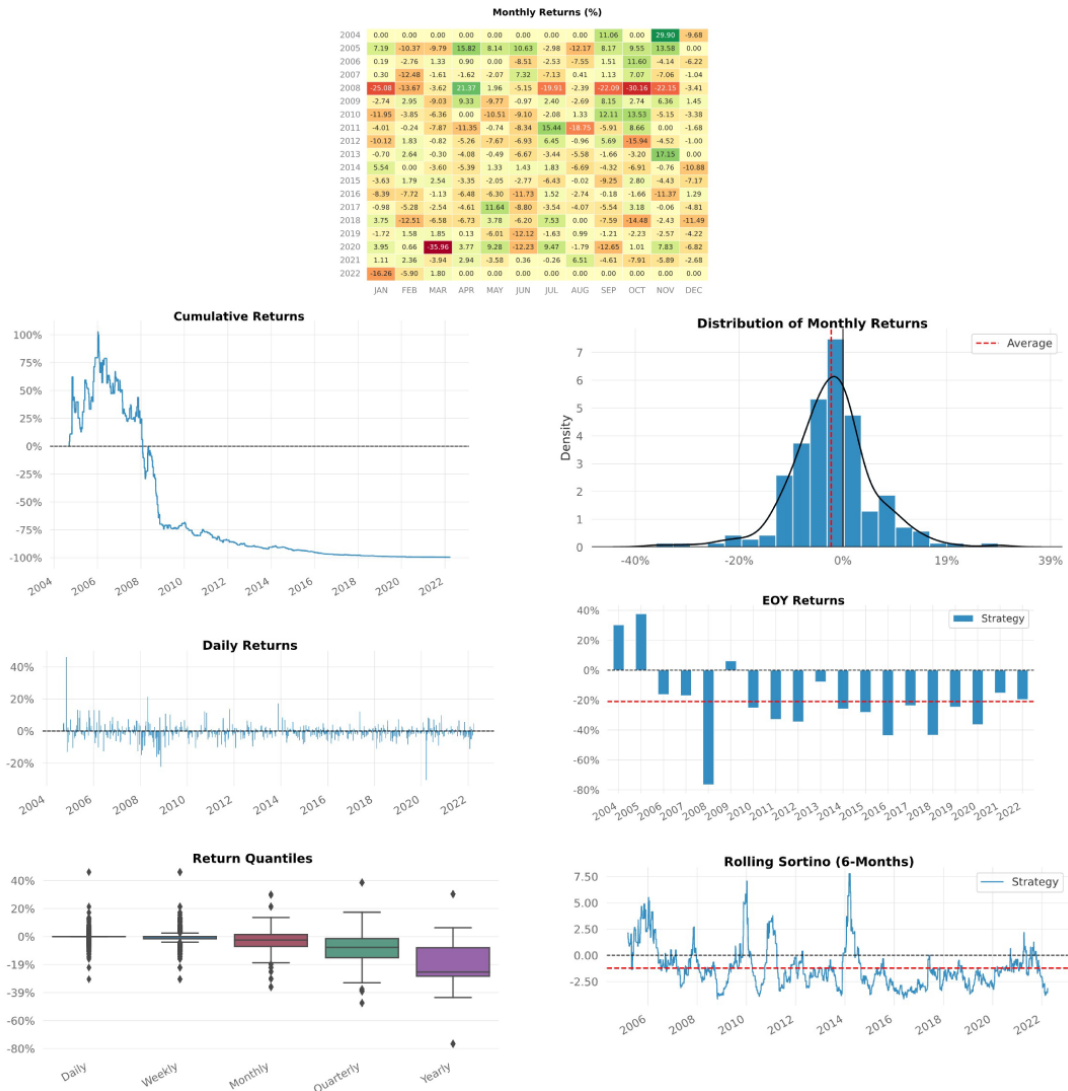 Monthly Returns (%)
2004 0.00 0.00 0.00 0.00 0.00 0.00 0.00 0.00 11.06 0.00 29.90 -9.68
2005 7.19 -10.37 -9.79 15.82 8.14 10.63 -2.98 -12.17 8.17 9.55 13.58 0.00
2006 0.19 -2.76 1.33 0.90 0.00 -8.51 -2.53 -7.55 1.51 11.60 -4.14 -6.22
2007 0.30 -12.48 -1.61 -1.62 -2.07 7.32 -7.13 0.41 1.13 7.07 -7.06 -1.04
2008 -25.08 -13.67 -3.62 21.37 1.96 -5.15 -19.91 -2.39 -22.09 -30.16 -22.15 -3.41
2009 -2.74 2.95 -9.03 9.33 -9.77 -0.97 2.40 -2.69 8.15 2.74 6.36 1.45
2010 -11.95 -3.85 -6.36 0.00 -10.51 -9.10 -2.08 1.33 12.11 13.53 -5.15 -3.38
2011 -4.01 -0.24 -7.87 -11.35 -0.74 -8.34 15.44 -18.75 -5.91 8.66 0.00 -1.68
2012 -10.12 1.83 -0.82 -5.26 -7.67 -6.93 6.45 -0.96 5.69 -15.94 -4.52 -1.00
2013 -0.70 2.64 -0.30 -4.08 -0.49 -6.67 -3.44 -5.58 -1.66 -3.20 17.15 0.00
2014 5.54 0.00 -3.60 -5.39 1.33 1.43 1.83 -6.69 -4.32 -6.91 -0.76 -10.88
2015 -3.63 1.79 2.54 -3.35 -2.05 -2.77 -6.43 -0.02 -9.25 2.80 -4.43 -7.17
2016 -8.39 -7.72 -1.13 -6.48 -6.30 -11.73 1.52 -2.74 -0.18 -1.66 -11.37 1.29
2017 -0.98 -5.28 -2.54 -4.61 11.64 -8.80 -3.54 -4.07 -5.54 3.18 -0.06 -4.81
2018 3.75 -12.51 -6.58 -6.73 3.78 -6.20 7.53 0.00 -7.59 -14.48 -2.43 -11.49
2019 -1.72 1.58 1.85 0.13 -6.01 -12.12 -1.63 0.99 -1.21 -2.23 -2.57 -4.22
2020 3.95 0.66 -35.96 3.77 9.28 -12.23 9.47 -1.79 -12.65 1.01 7.83 -6.82
2021 1.11 2.36 -3.94 2.94 -3.58 0.36 -0.26 6.51 -4.61 -7.91 -5.89 -2.68
2022 -16.26 -5.90 1.80 0.00 0.00 0.00 0.00 0.00 0.00 0.00 0.00 0.00
JAN FEB MAR APR MAY JUN JUL AUG SEP OCT NOV DEC
Cumulative Returns
100%
75%
50%
25%
0%
-25%
-50%
-75%
-100%
2004 2006 2008 2010 2012 2014 2016 2018 2020 2022
Distribution of Monthly Returns
Average
Density
7
6
5
4
3
2
1
0
-40% -20% 0% 19% 39%
Daily Returns
40%
20%
0%
-20%
2004 2006 2008 2010 2012 2014 2016 2018 2020 2022
EOY Returns
Strategy
40%
20%
0%
-20%
-40%
-60%
-80%
2004 2005 2006 2007 2008 2009 2010 2011 2012 2013 2014 2015 2016 2017 2018 2019 2020 2021 2022
Return Quantiles
40%
20%
0%
-19%
-39%
-60%
-80%
Daily Weekly Monthly Quarterly Yearly
Rolling Sortino (6-Months)
Strategy
7.50
5.00
2.50
0.00
-2.50
2006 2008 2010 2012 2014 2016 2018 2020 2022